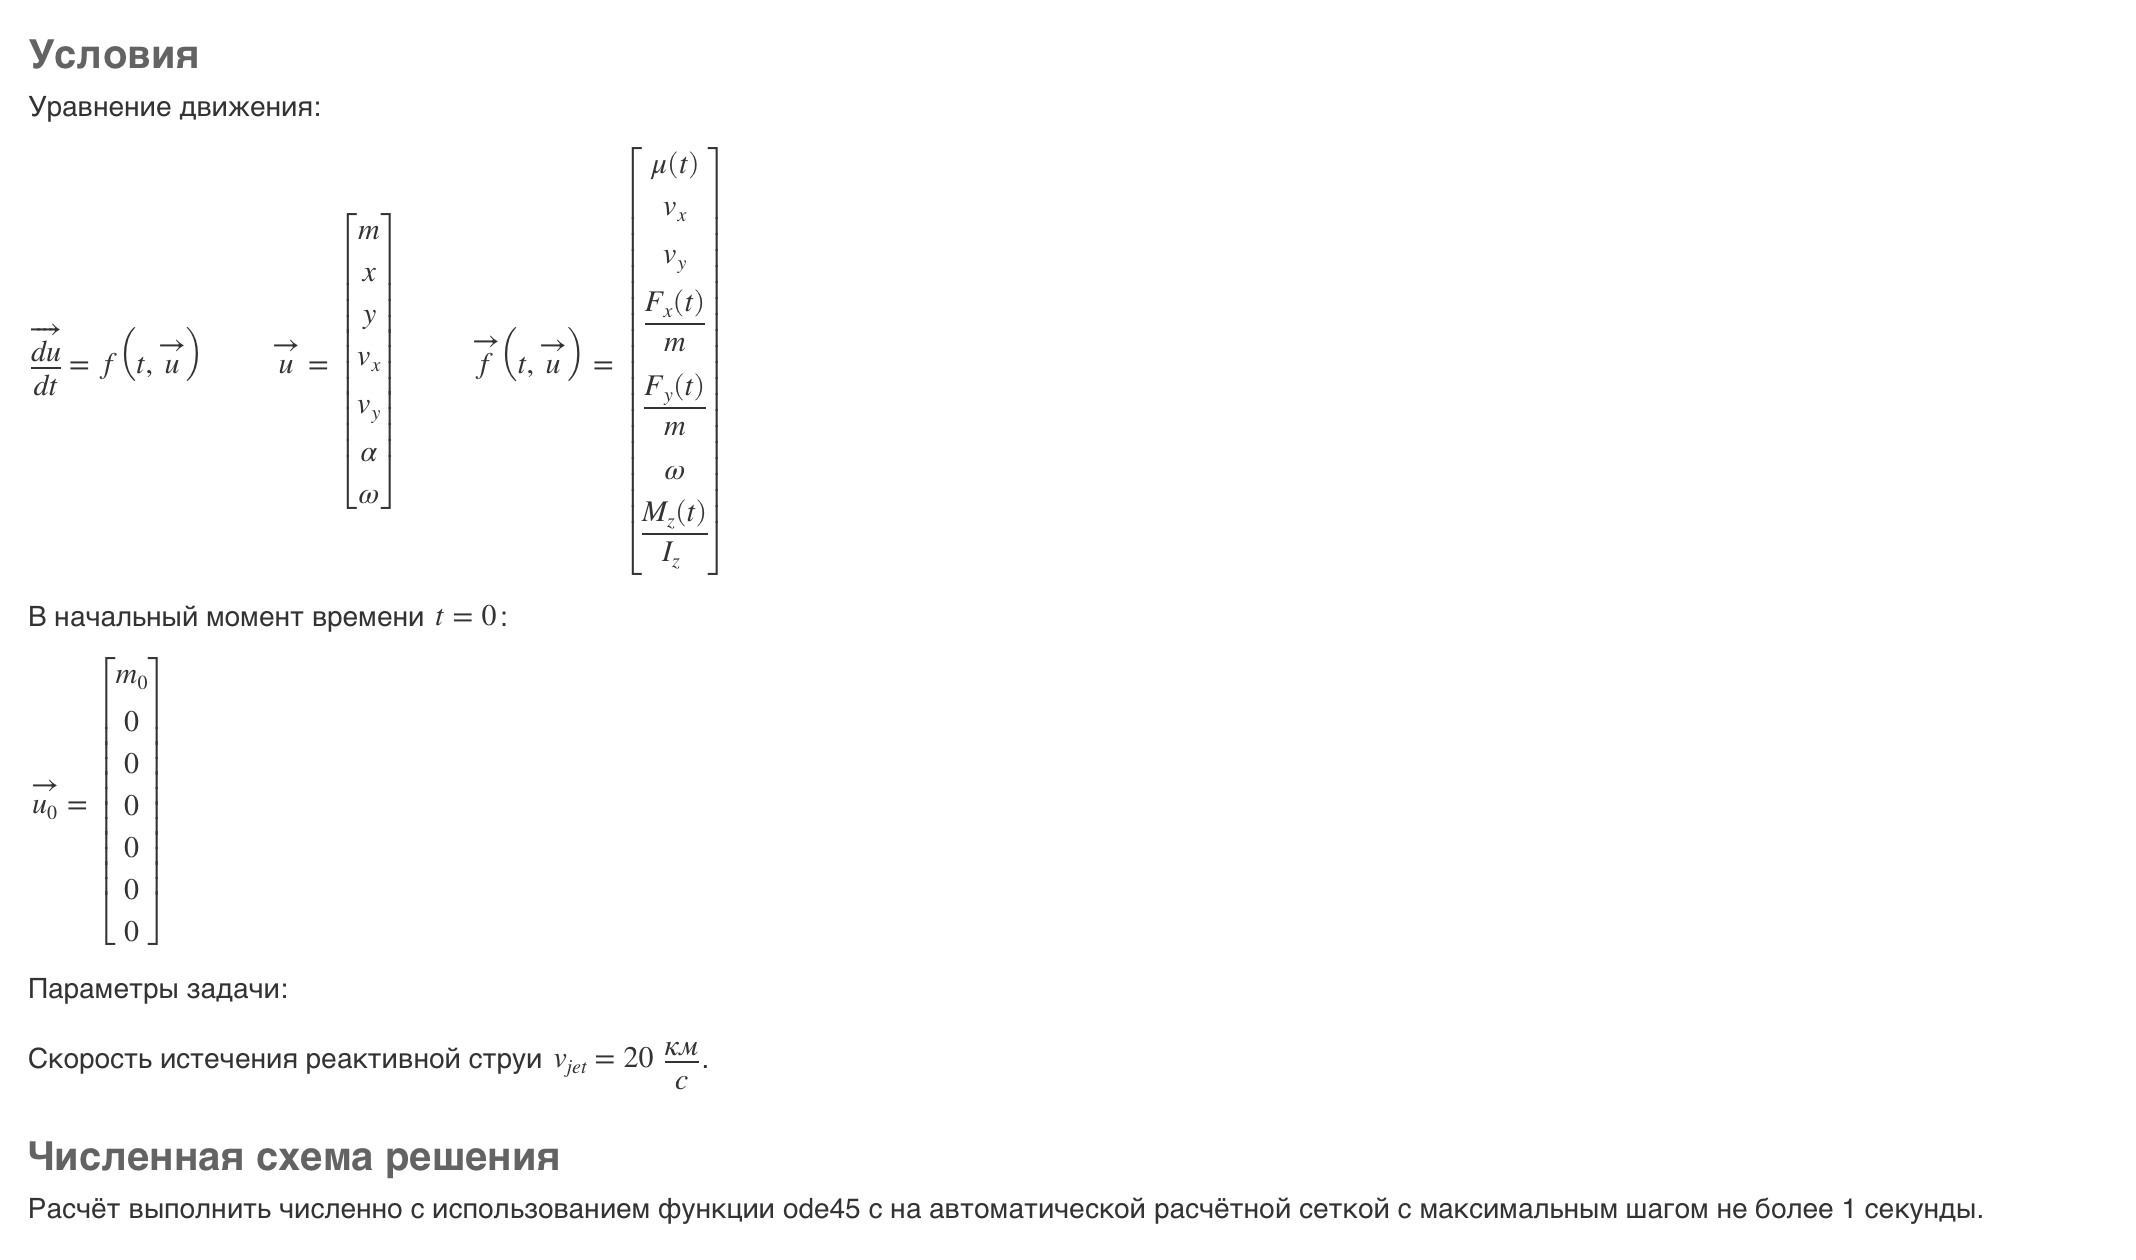 Условия
Уравнение движения:
$\frac{\overrightarrow{du}}{dt} = f\left(t, \overrightarrow{u}\right) \qquad \overrightarrow{u} = \begin{bmatrix} m \\ x \\ y \\ v_x \\ v_y \\ \alpha \\ \omega \end{bmatrix} \qquad \overrightarrow{f}\left(t, \overrightarrow{u}\right) = \begin{bmatrix} \mu(t) \\ v_x \\ v_y \\ \frac{F_x(t)}{m} \\ \frac{F_y(t)}{m} \\ \omega \\ \frac{M_z(t)}{I_z} \end{bmatrix}$
В начальный момент времени $t = 0$:
$\overrightarrow{u_0} = \begin{bmatrix} m_0 \\ 0 \\ 0 \\ 0 \\ 0 \\ 0 \\ 0 \end{bmatrix}$
Параметры задачи:
Скорость истечения реактивной струи $v_{jet} = 20 \ \frac{км}{с}$.
Численная схема решения
Расчёт выполнить численно с использованием функции ode45 с на автоматической расчётной сеткой с максимальным шагом не более 1 секунды.